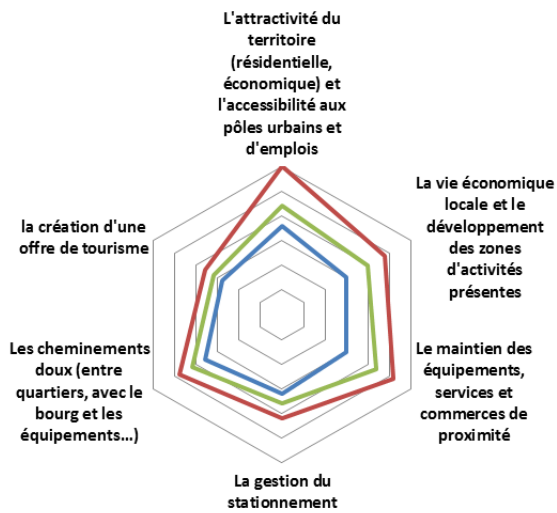 L'attractivité du
territoire
(résidentielle,
économique) et
l'accessibilité aux
pôles urbains et
d'emplois
La vie économique
locale et le
développement
des zones
d'activités
présentes
Le maintien des
équipements,
services et
commerces de
proximité
La gestion du
stationnement
Les cheminements
doux (entre
quartiers, avec le
bourg et les
équipements...)
la création d'une
offre de tourisme